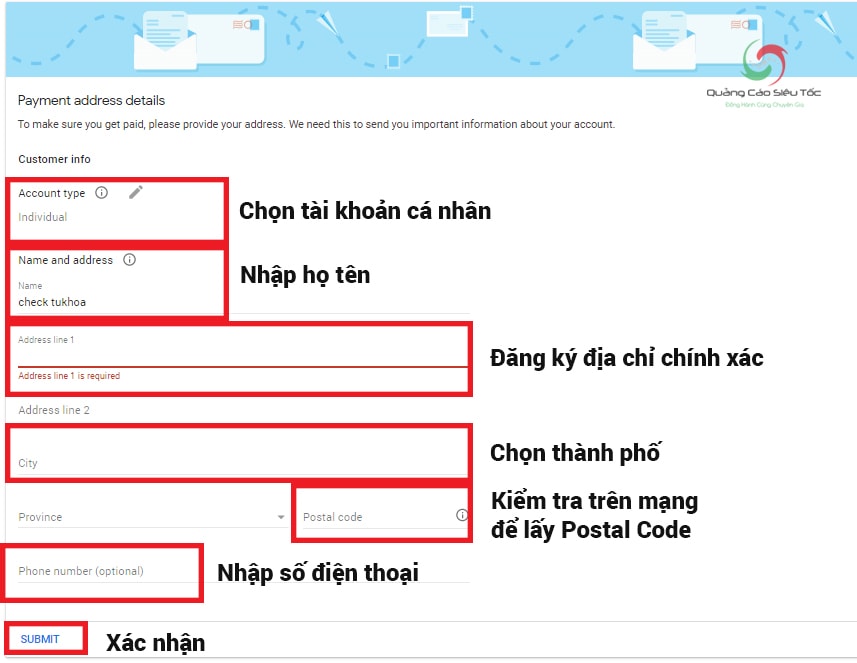 Quảng Cáo Siêu Tốc
Đồng Hành Cùng Chuyên Gia
Payment address details
To make sure you get paid, please provide your address. We need this to send you important information about your account.
Customer info
Account type
Individual
Chọn tài khoản cá nhân
Name and address
Name
check tukhoa
Nhập họ tên
Address line 1
Address line 1 is required
Đăng ký địa chỉ chính xác
Address line 2
City
Chọn thành phố
Province
Postal code
Kiểm tra trên mạng
để lấy Postal Code
Phone number (optional)
Nhập số điện thoại
SUBMIT
Xác nhận